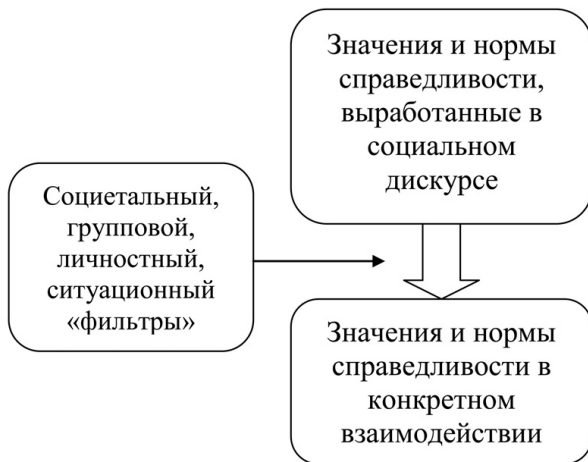 Значения и нормы
справедливости,
выработанные в
социальном
дискурсе
Социетальный,
групповой,
личностный,
ситуационный
«фильтры»
Значения и нормы
справедливости в
конкретном
взаимодействии